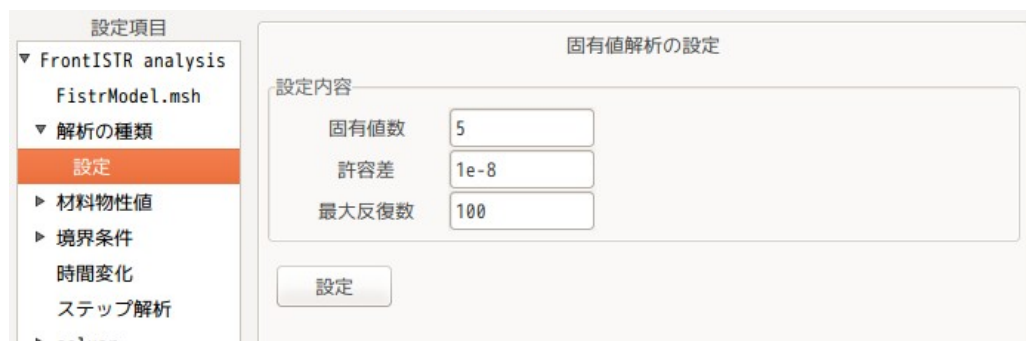 設定項目
FrontISTR analysis
FistrModel.msh
解析の種類
設定
材料物性値
境界条件
時間変化
ステップ解析
固有値解析の設定
設定内容
固有値数 5
許容差 1e-8
最大反復数 100
設定